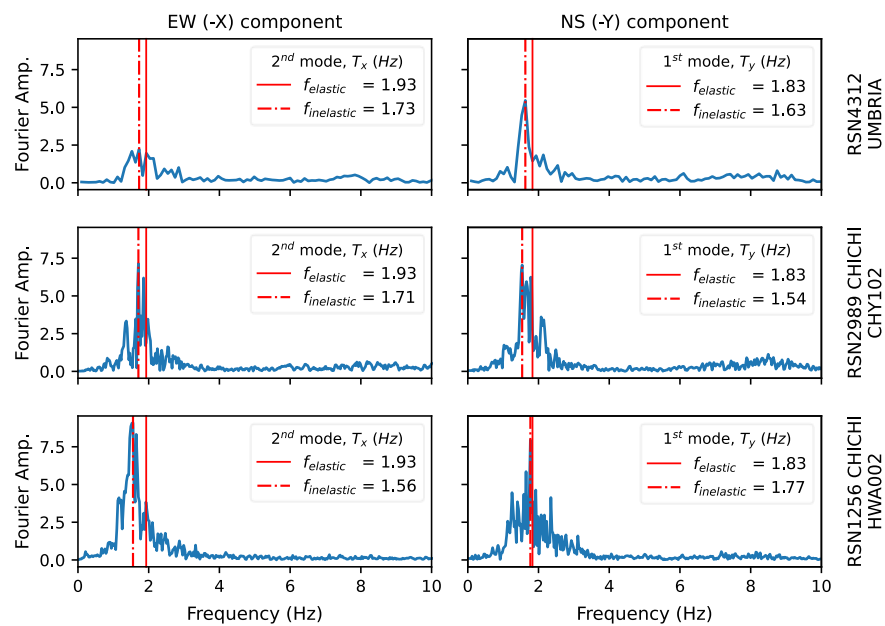 EW (-X) component
NS (-Y) component
Fourier Amp.
7.5
5.0
2.5
0.0
2nd mode, Tx (Hz)
felastic = 1.93
finelastic = 1.73
1st mode, Ty (Hz)
felastic = 1.83
finelastic = 1.63
RSN4312
UMBRIA
Fourier Amp.
7.5
5.0
2.5
0.0
2nd mode, Tx (Hz)
felastic = 1.93
finelastic = 1.71
1st mode, Ty (Hz)
felastic = 1.83
finelastic = 1.54
RSN2989 CHICHI
CHY102
Fourier Amp.
7.5
5.0
2.5
0.0
2nd mode, Tx (Hz)
felastic = 1.93
finelastic = 1.56
1st mode, Ty (Hz)
felastic = 1.83
finelastic = 1.77
RSN1256 CHICHI
HWA002
0 2 4 6 8 10
0 2 4 6 8 10
Frequency (Hz)
Frequency (Hz)